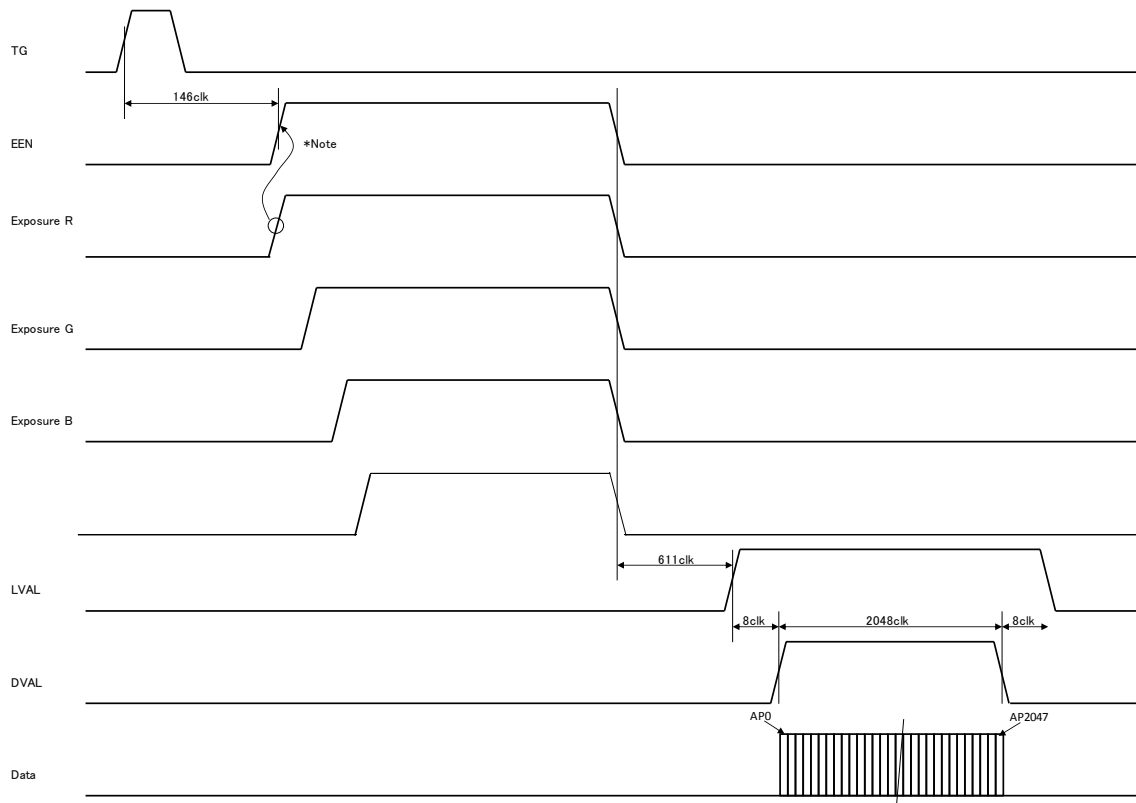 TG
146clk
EEN
*Note
Exposure R
Exposure G
Exposure B
611clk
LVAL
8clk
2048clk
8clk
DVAL
AP0
AP2047
Data